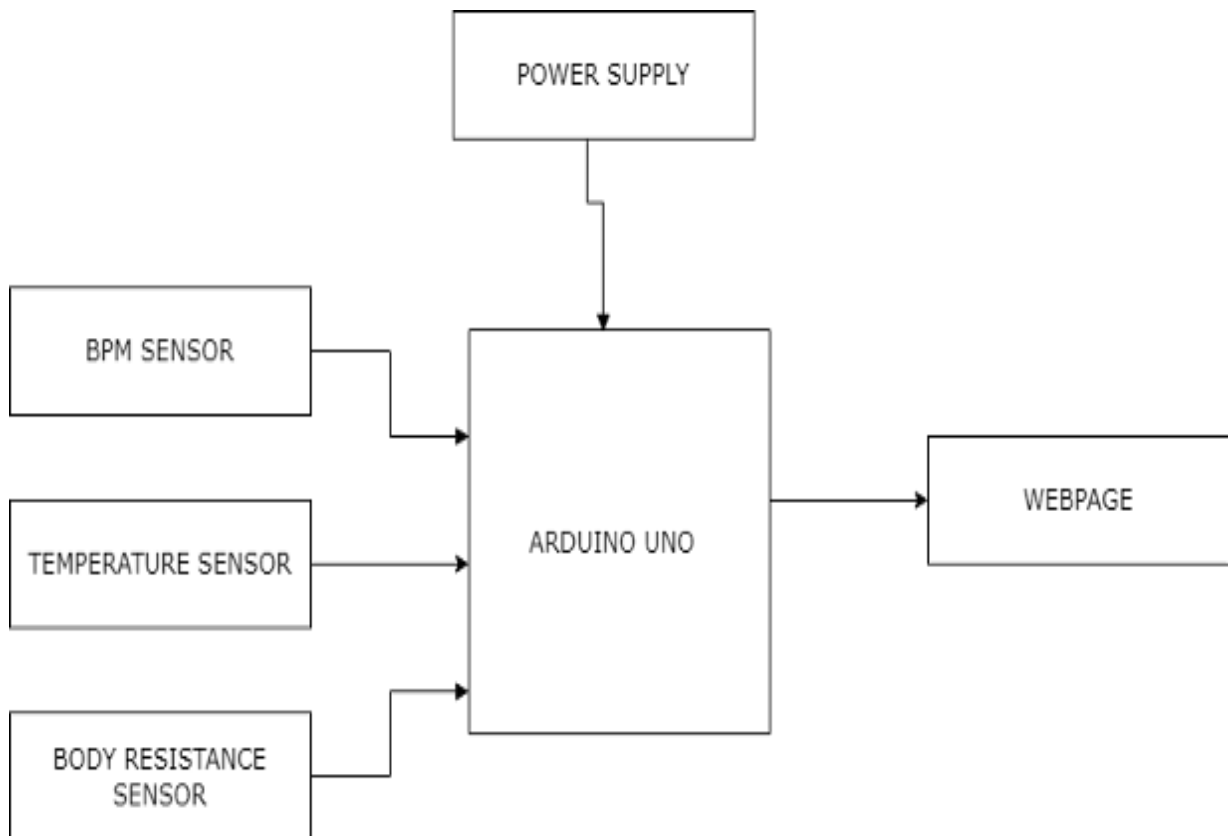 POWER SUPPLY
BPM SENSOR
TEMPERATURE SENSOR
BODY RESISTANCE
SENSOR
ARDUINO UNO
WEBPAGE